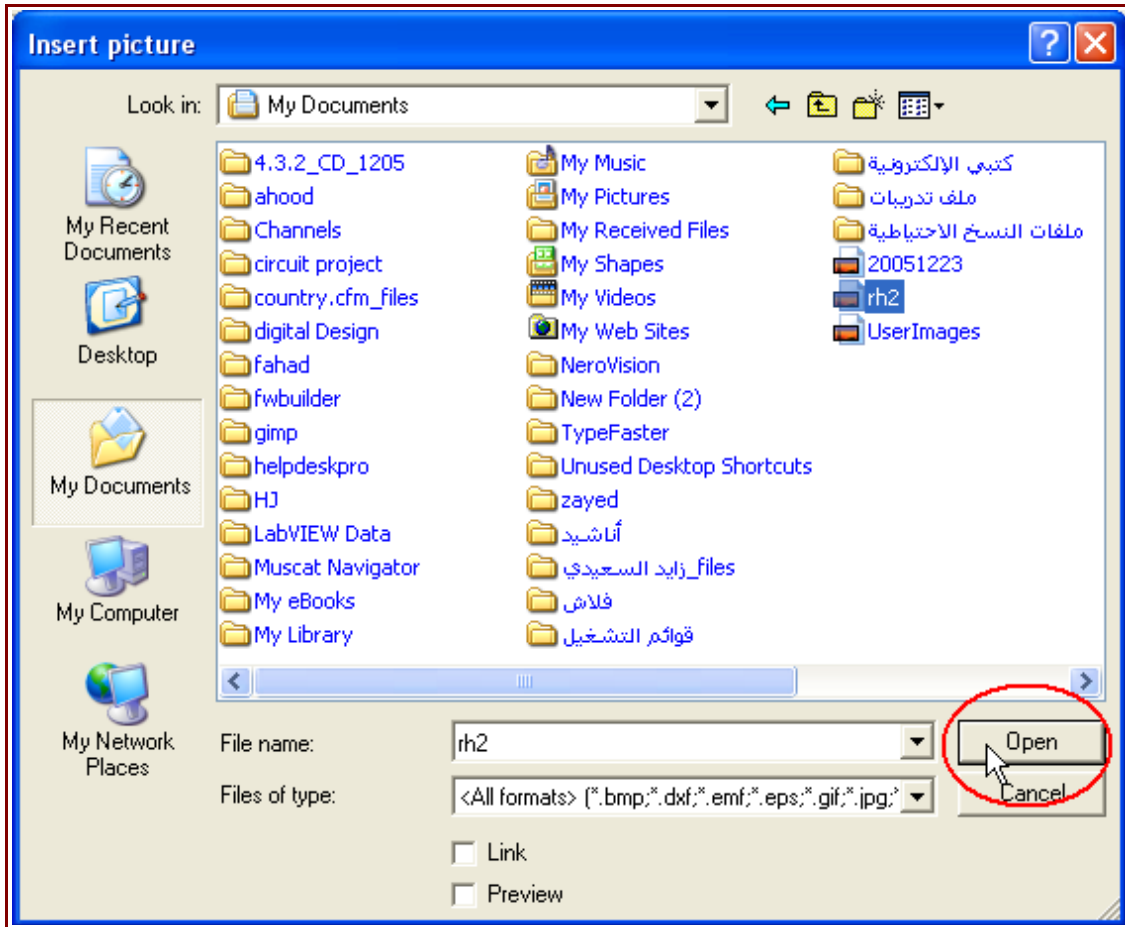 Insert picture
Look in: My Documents
My Recent
Documents
Desktop
My Documents
My Computer
My Network
Places
4.3.2_CD_1205
ahood
Channels
circuit project
country.cfm_files
digital Design
fahad
fwbuilder
gimp
helpdeskpro
HJ
LabVIEW Data
Muscat Navigator
My eBooks
My Library
My Music
My Pictures
My Received Files
My Shapes
My Videos
My Web Sites
NeroVision
New Folder (2)
TypeFaster
Unused Desktop Shortcuts
zayed
أناشيد
زايد السعيدي_files
فلاش
قوائم التشغيل
كتبي الإلكترونية
ملف تدريبات
ملفات النسخ الاحتياطية
20051223
rh2
UserImages
File name: rh2
Open
Files of type: <All formats> (*.bmp;*.dxf;*.emf;*.eps;*.gif;*.jpg;*
Cancel
Link
Preview